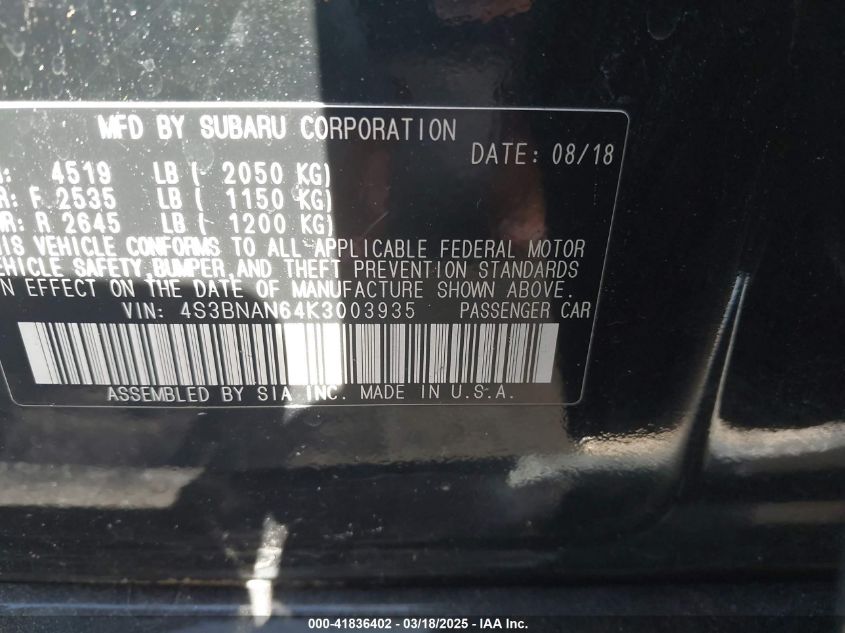 MFD BY SUBARU CORPORATION
DATE: 08/18
4519 LB ( 2050 KG)
F 2535 LB ( 1150 KG)
R 2645 LB ( 1200 KG)
VEHICLE CONFORMS TO ALL APPLICABLE FEDERAL MOTOR
SAFETY, BUMPER, AND THEFT PREVENTION STANDARDS
EFFECT ON THE DATE OF MANUFACTURE SHOWN ABOVE.
VIN: 4S3BNAN64K3003935 PASSENGER CAR
ASSEMBLED BY SIA INC. MADE IN U.S.A.
000-41836402 - 03/18/2025 - IAA Inc.